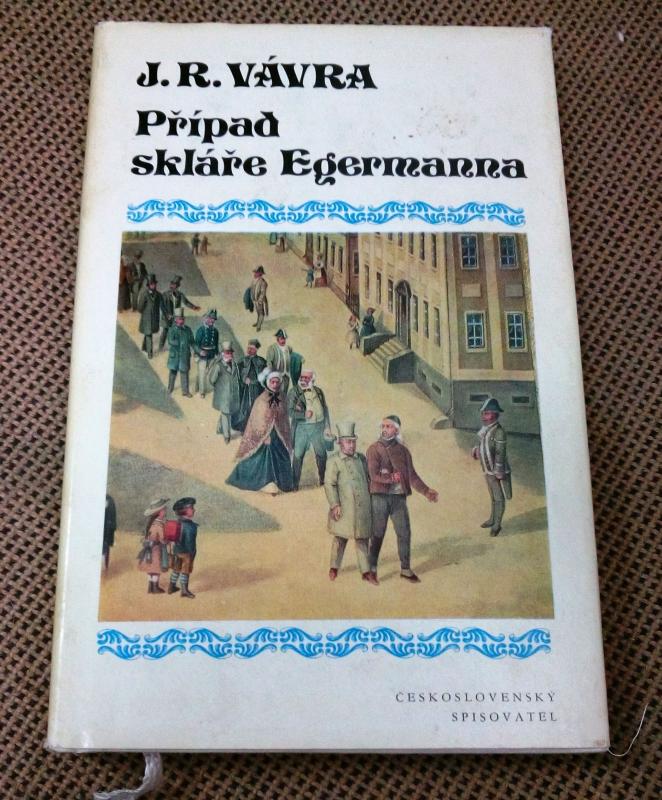 J. R. VÁVRA
Případ
skláře Egermanna
ČESKOSLOVENSKÝ
SPISOVATEL